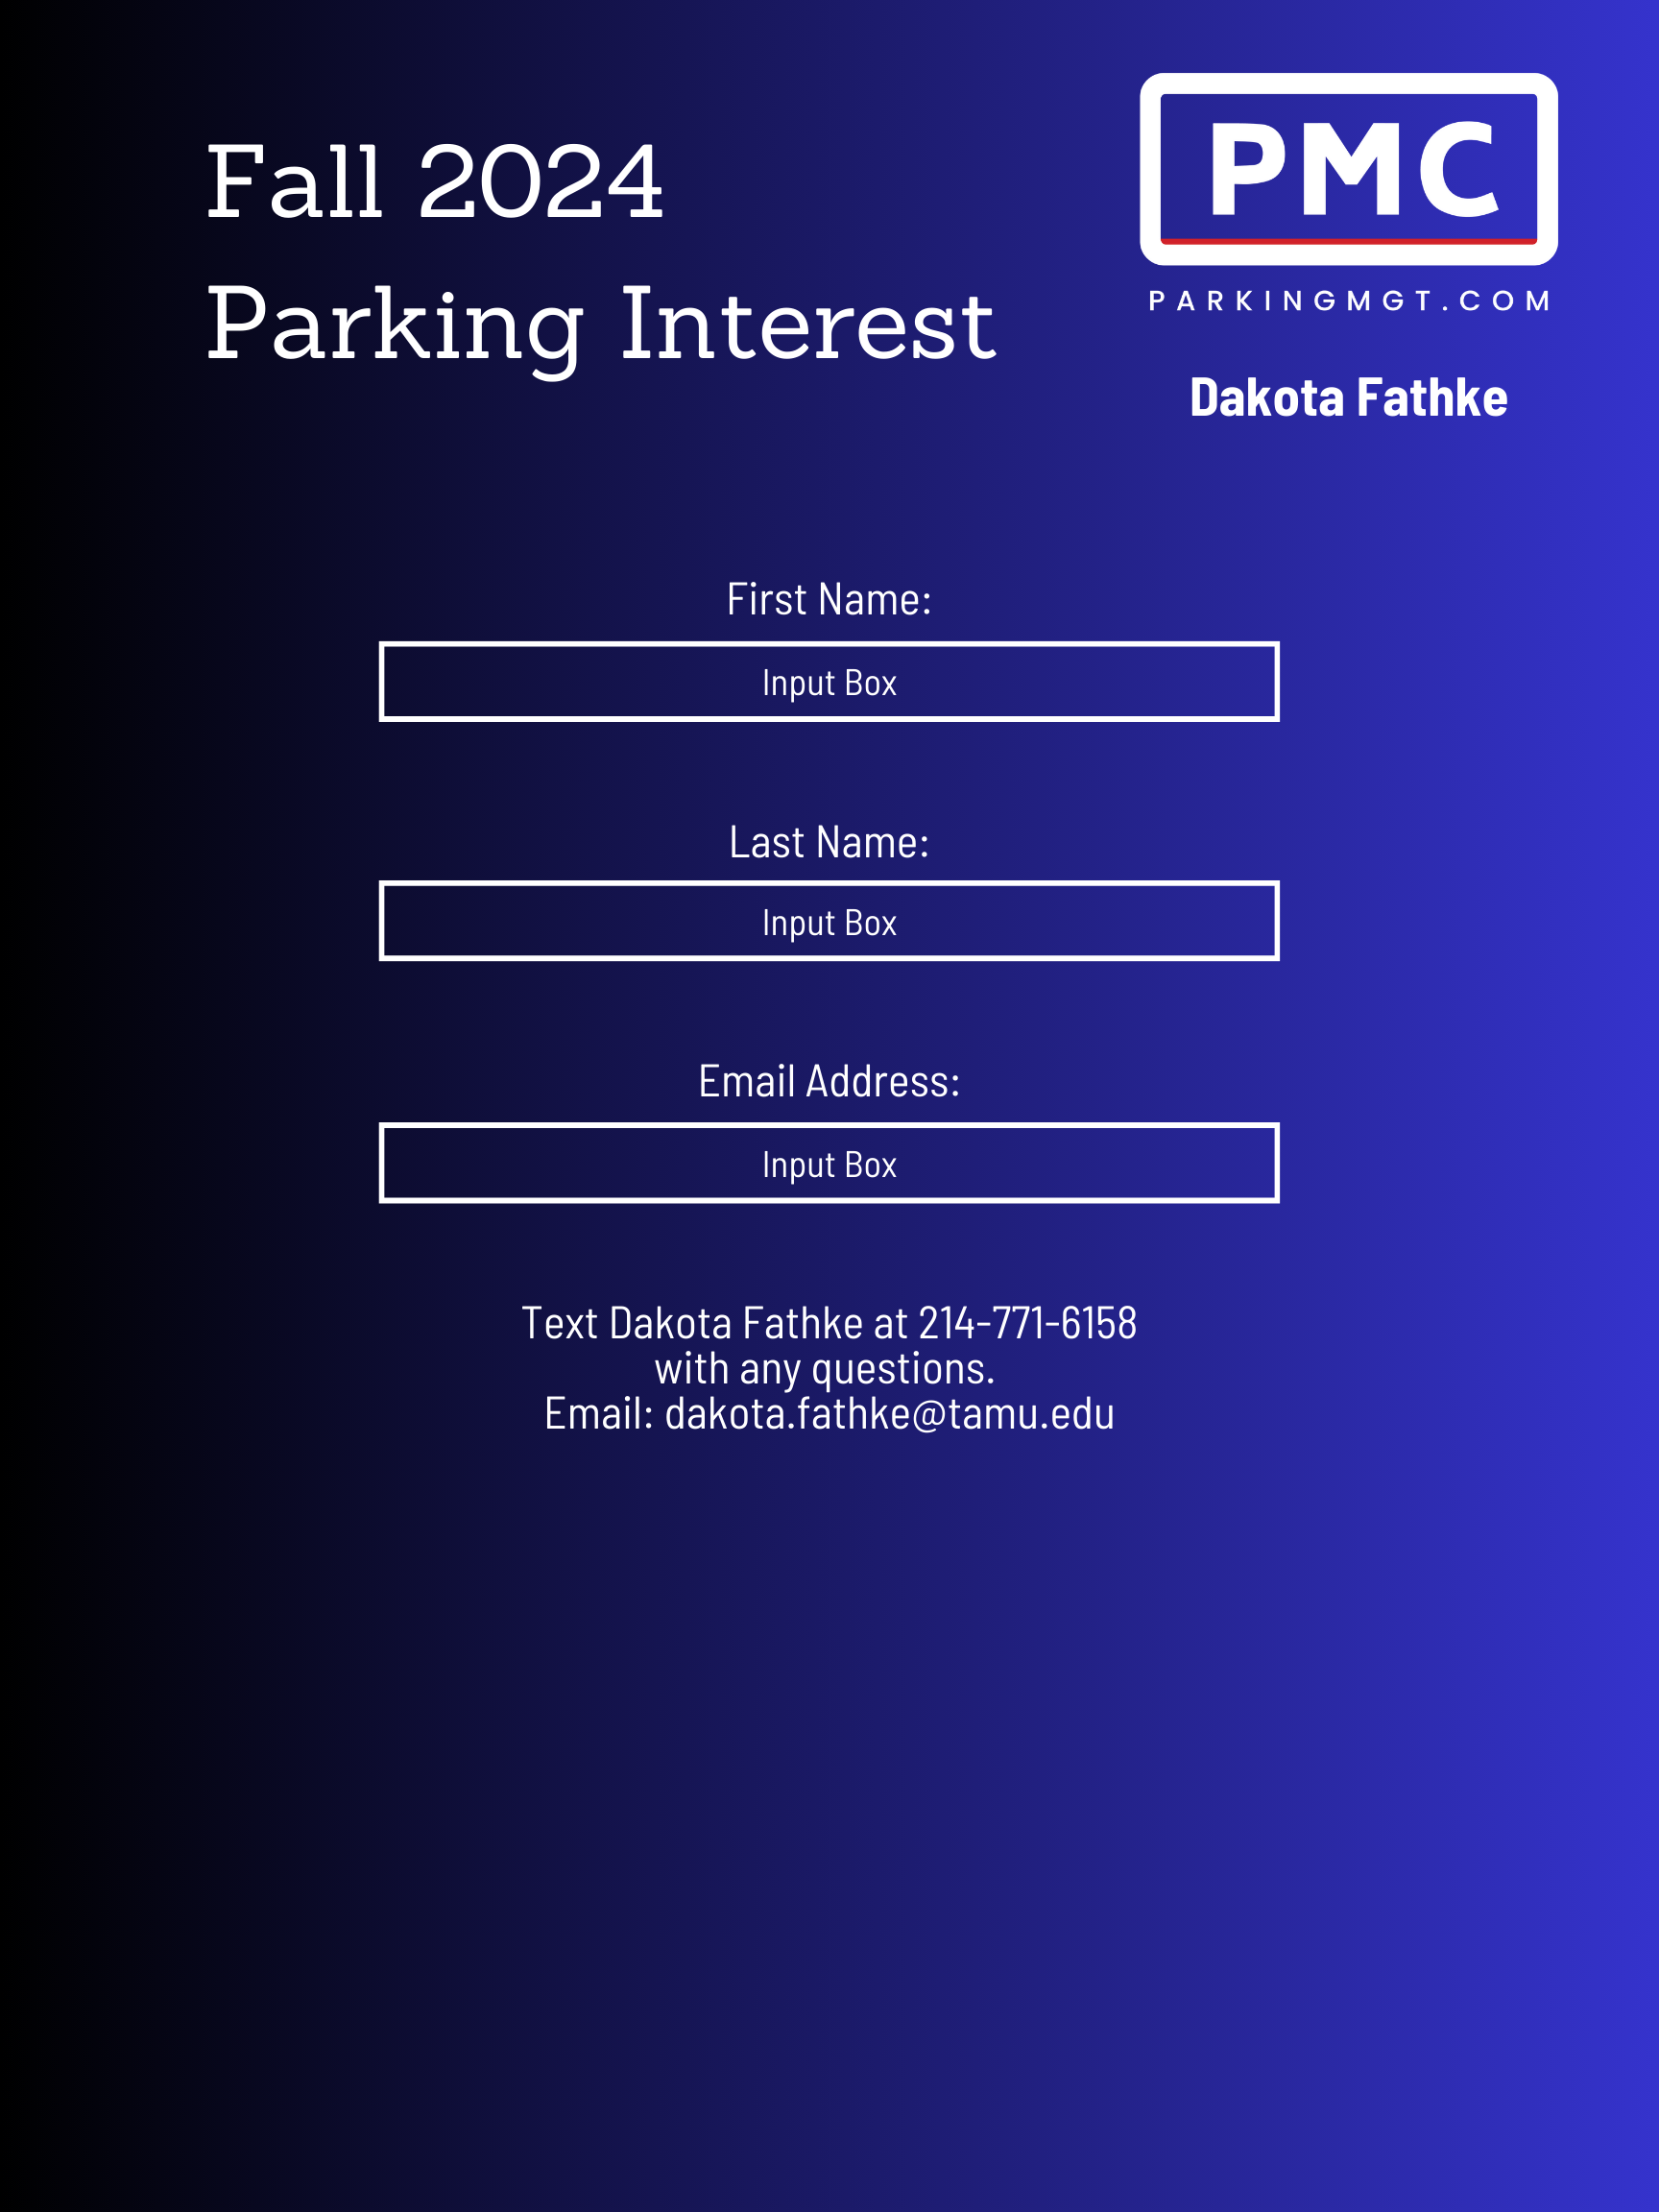 Fall 2024
Parking Interest
PMC
PARKINGMGT.COM
Dakota Fathke
First Name:
Input Box
Last Name:
Input Box
Email Address:
Input Box
Text Dakota Fathke at 214-771-6158
with any questions.
Email: dakota.fathke@tamu.edu